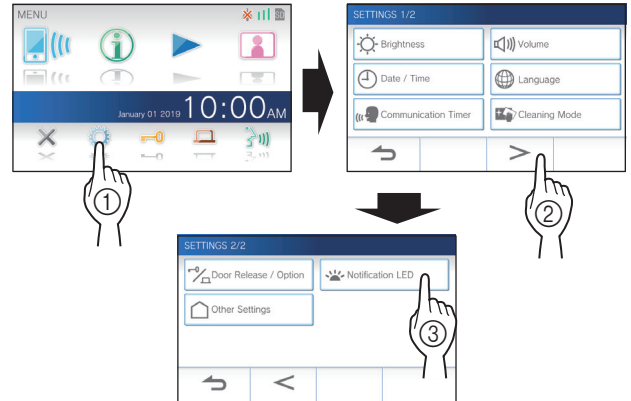 MENU
SD
January 01 2019 10:00AM
1
SETTINGS 1/2
Brightness
Volume
Date / Time
Language
Communication Timer
Cleaning Mode
>
2
SETTINGS 2/2
Door Release / Option
Notification LED
Other Settings
<
3